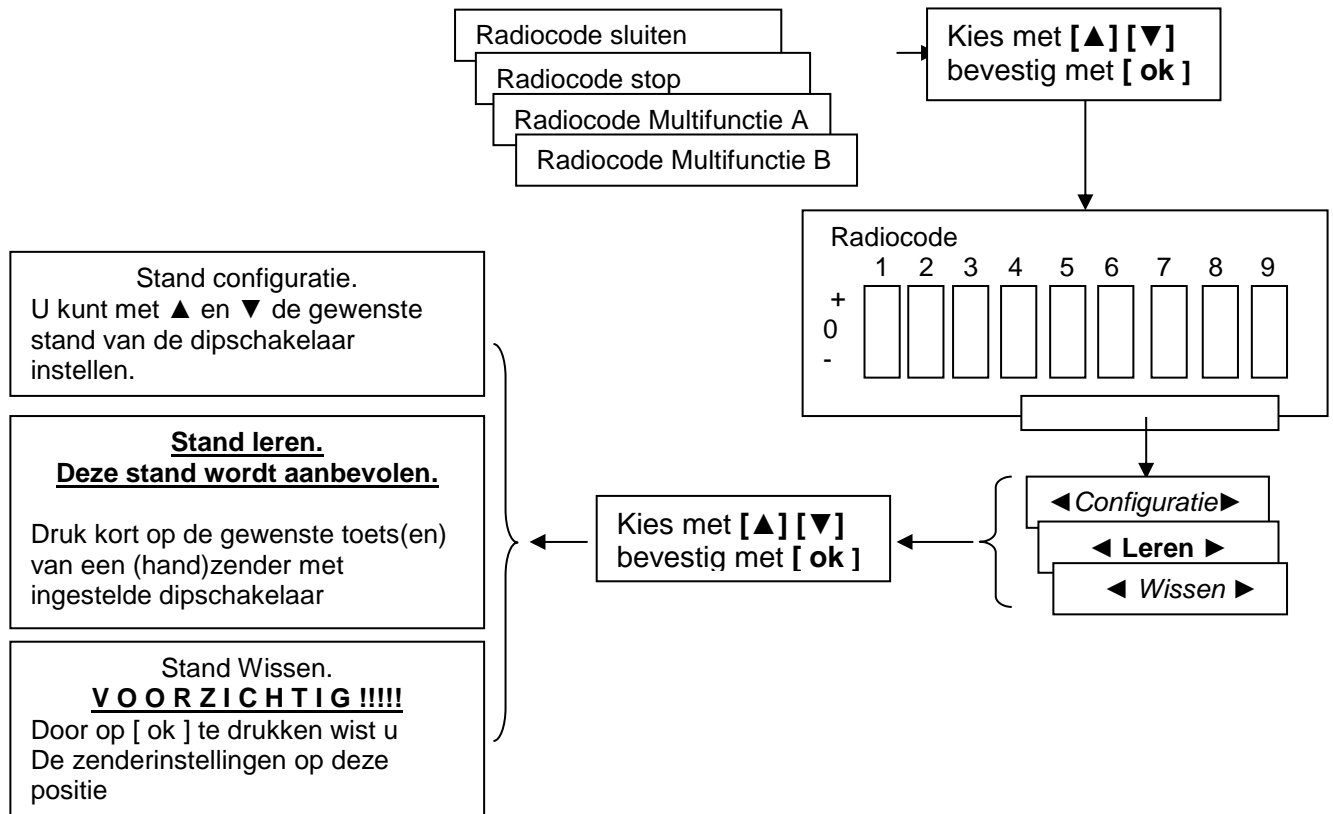 Radiocode sluiten
Radiocode stop
Radiocode Multifunctie A
Radiocode Multifunctie B
Kies met [▲] [▼]
bevestig met [ ok ]
Radiocode
1 2 3 4 5 6 7 8 9
+
0
-
◄Configuratie►
◄ Leren ►
◄ Wissen ►
Kies met [▲] [▼]
bevestig met [ ok ]
Stand configuratie.
U kunt met ▲ en ▼ de gewenste
stand van de dipschakelaar
instellen.
Stand leren.
Deze stand wordt aanbevolen.
Druk kort op de gewenste toets(en)
van een (hand)zender met
ingestelde dipschakelaar
Stand Wissen.
V O O R Z I C H T I G !!!!!
Door op [ ok ] te drukken wist u
De zenderinstellingen op deze
positie